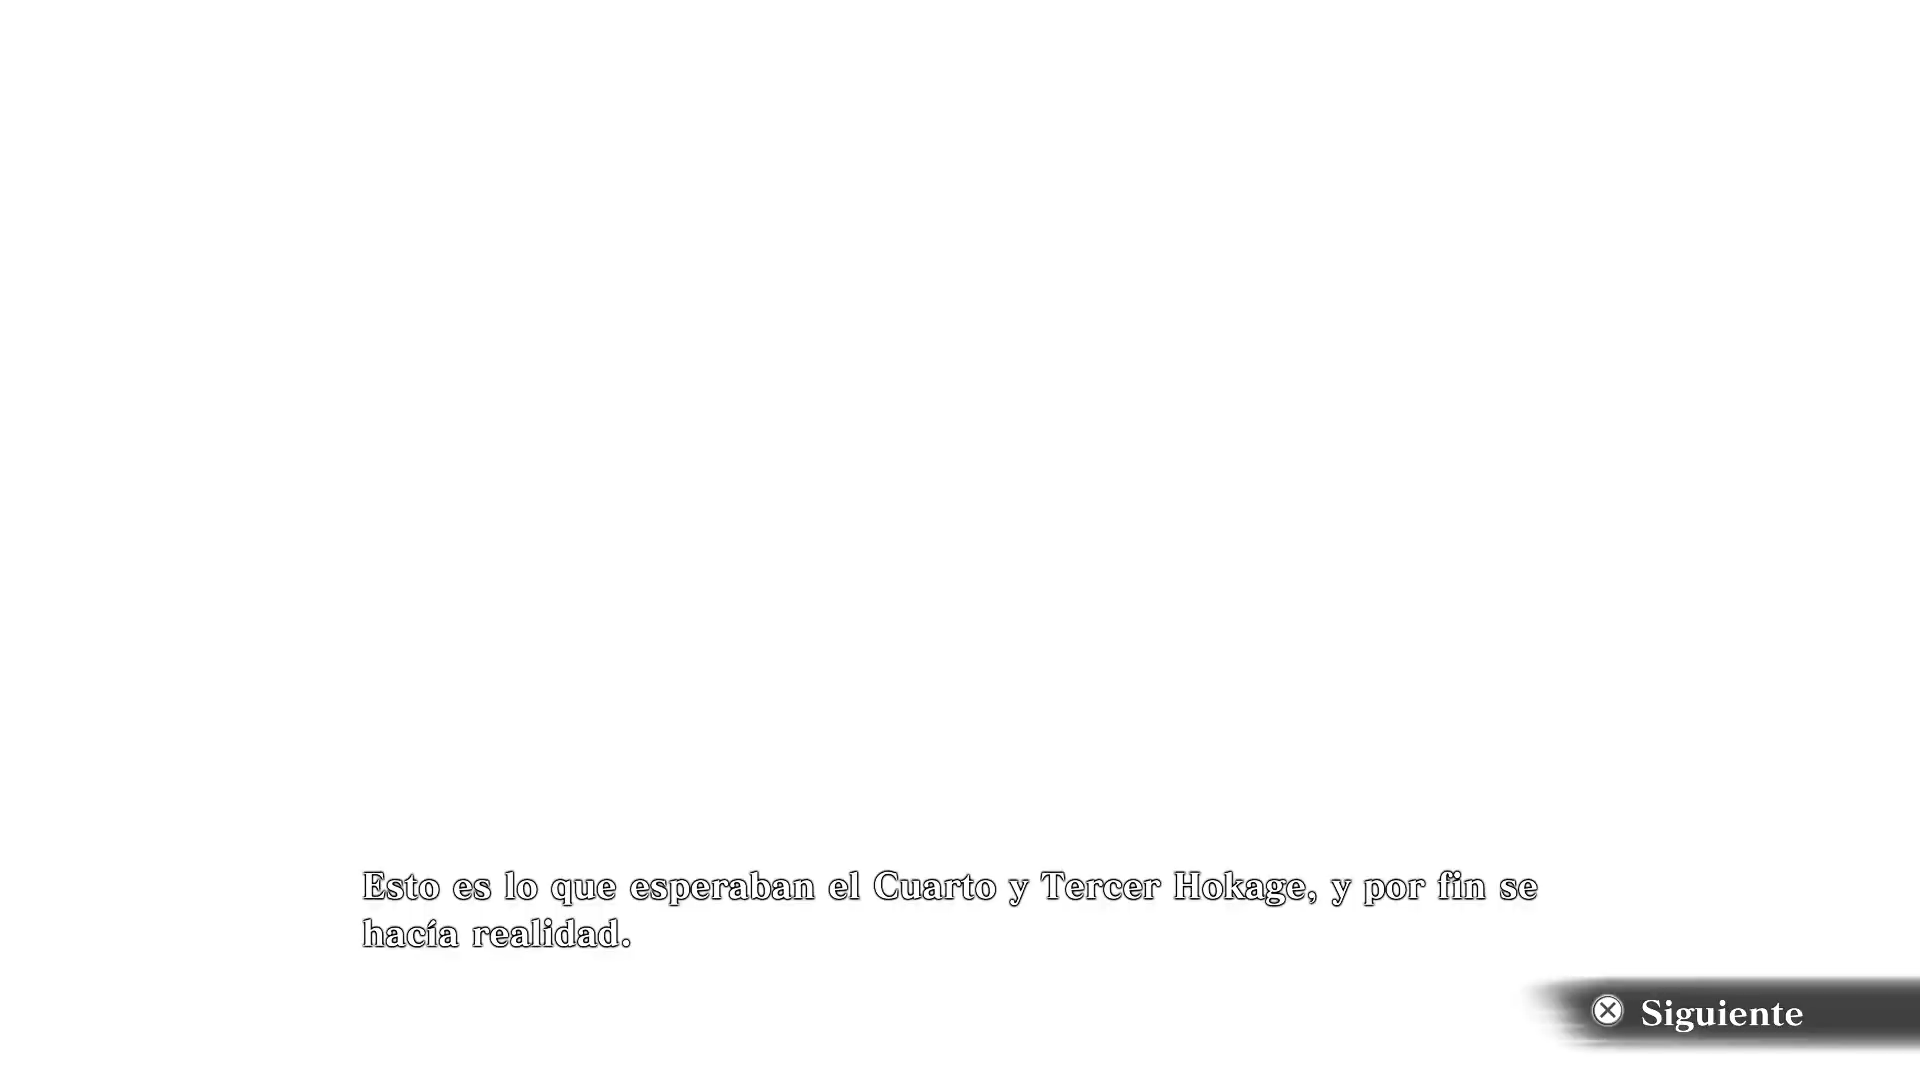 Esto es lo que esperaban el Cuarto y Tercer Hokage, y por fin se
hacía realidad.
Siguiente